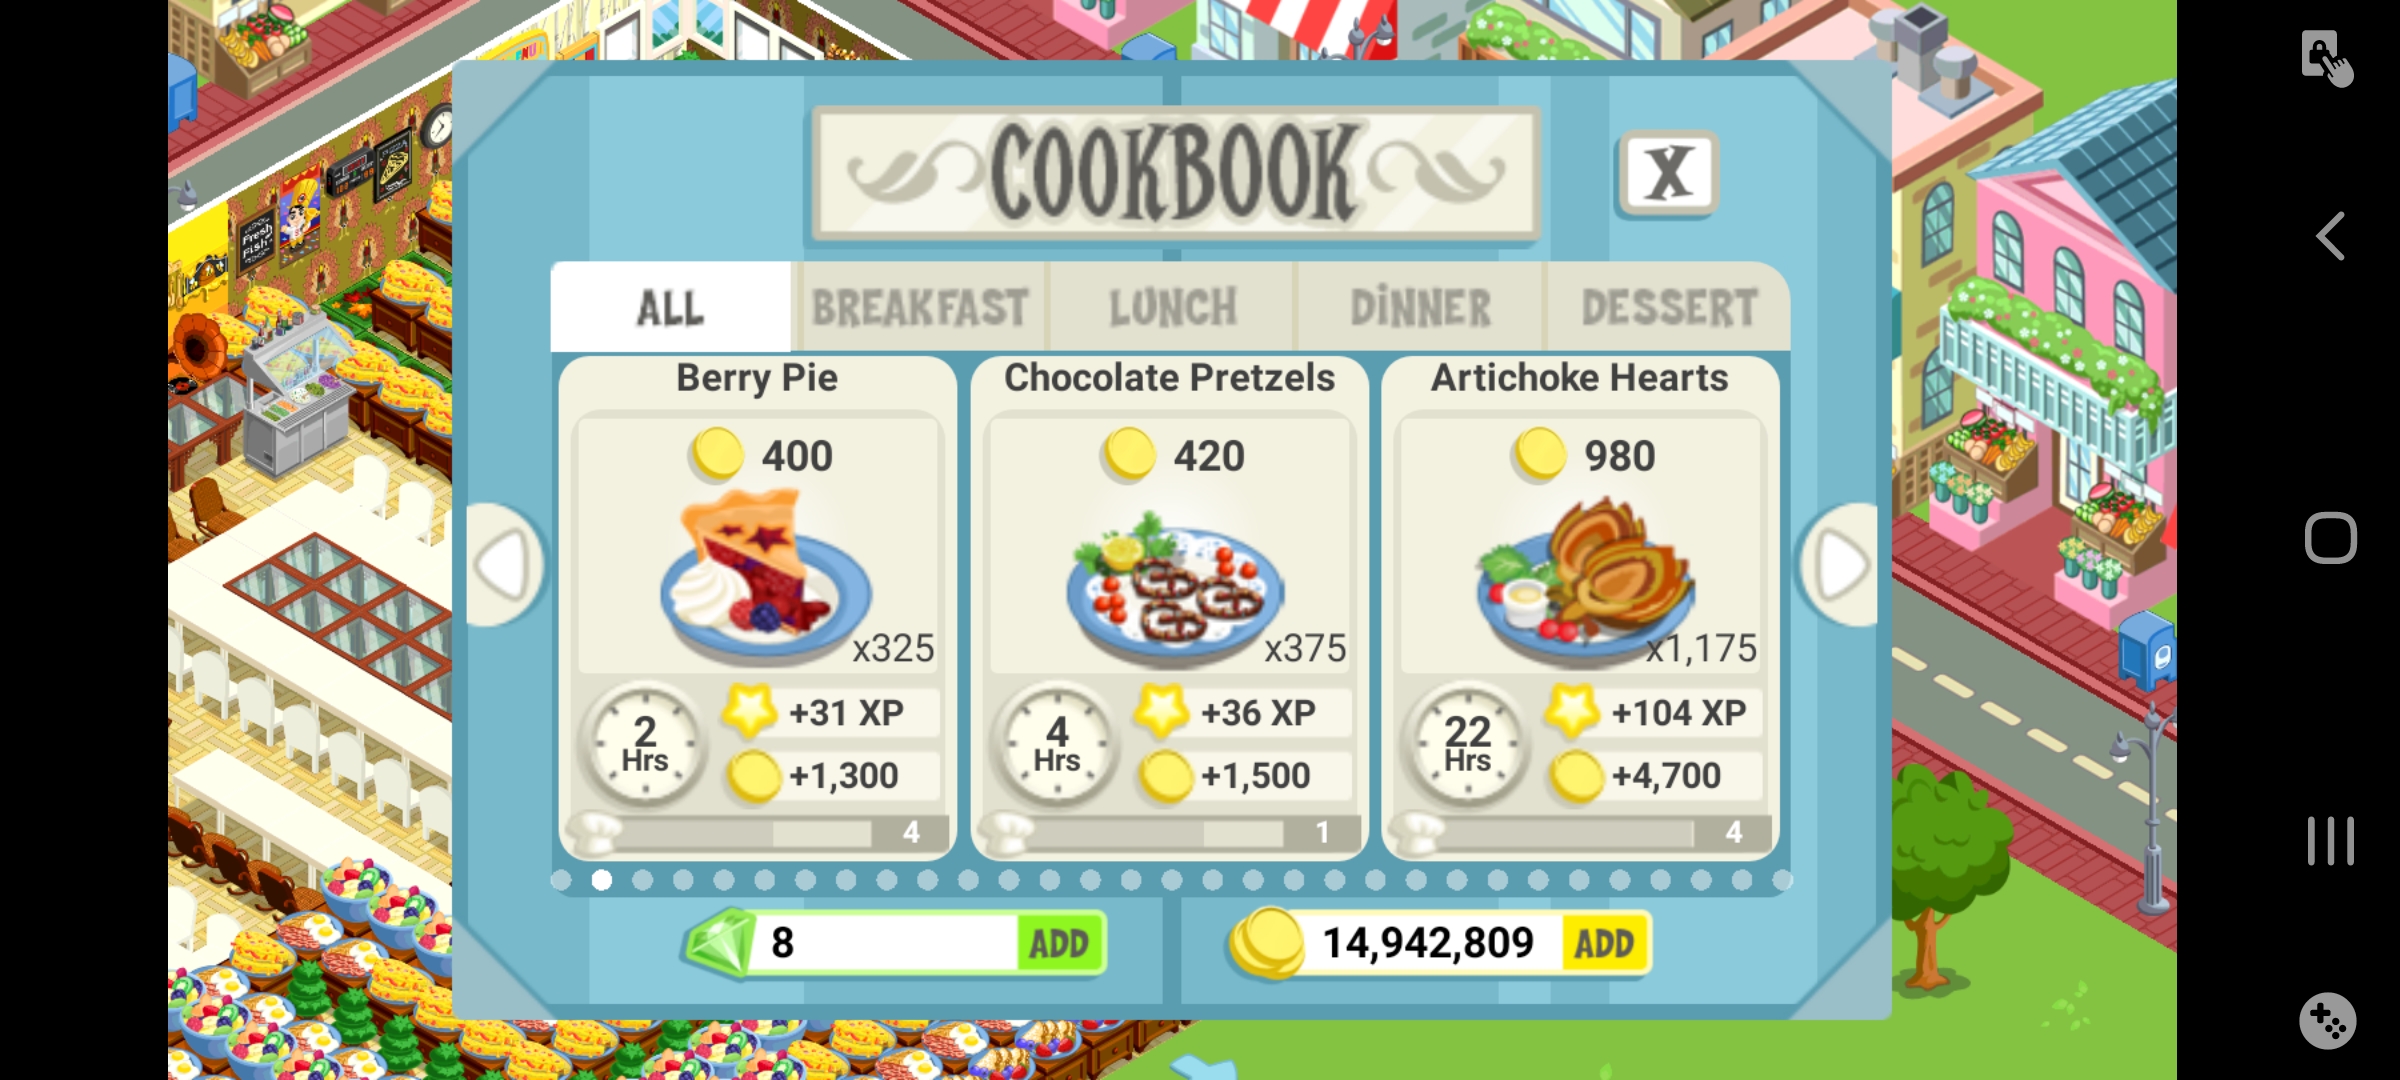 COOKBOOK
X
ALL BREAKFAST LUNCH DINNER DESSERT
Berry Pie
400
x325
2 Hrs
+31 XP
+1,300
4
Chocolate Pretzels
420
x375
4 Hrs
+36 XP
+1,500
1
Artichoke Hearts
980
x1,175
22 Hrs
+104 XP
+4,700
4
8 ADD
14,942,809 ADD
Fresh
Fish